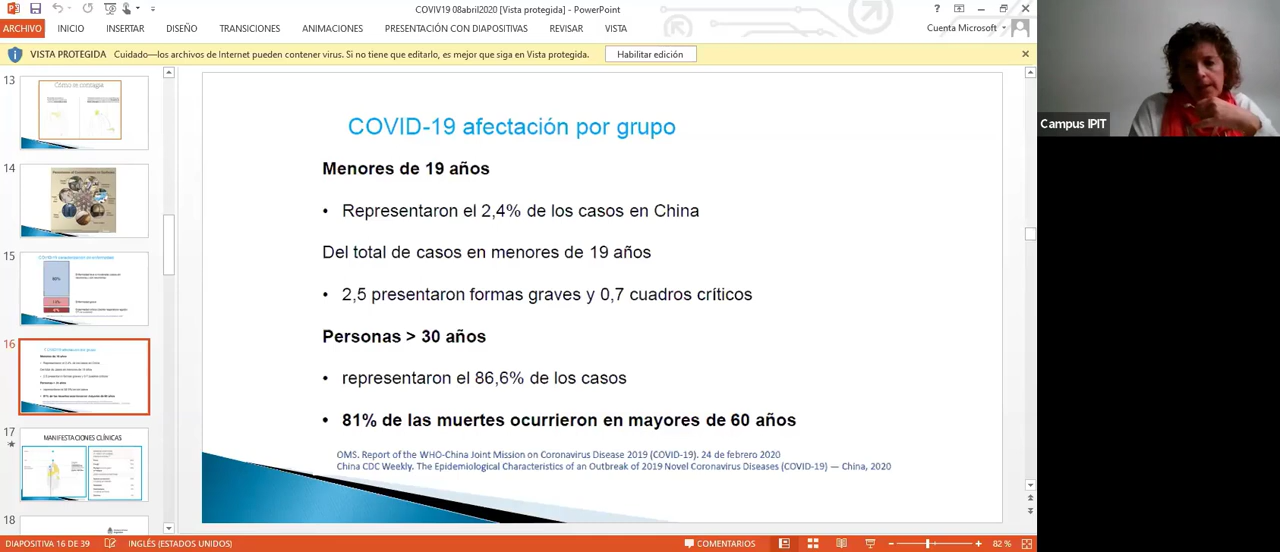 COVIV19 08abril2020 [Vista protegida] - PowerPoint
ARCHIVO INICIO INSERTAR DISEÑO TRANSICIONES ANIMACIONES PRESENTACIÓN CON DIAPOSITIVAS REVISAR VISTA Cuenta Microsoft
VISTA PROTEGIDA Cuidado—los archivos de Internet pueden contener virus. Si no tiene que editarlo, es mejor que siga en Vista protegida. Habilitar edición
13
Cómo se contagia
14
15
16
17
MANIFESTACIONES CLÍNICAS
18
COVID-19 afectación por grupo
Menores de 19 años
• Representaron el 2,4% de los casos en China
Del total de casos en menores de 19 años
• 2,5 presentaron formas graves y 0,7 cuadros críticos
Personas > 30 años
• representaron el 86,6% de los casos
• 81% de las muertes ocurrieron en mayores de 60 años
OMS. Report of the WHO-China Joint Mission on Coronavirus Disease 2019 (COVID-19). 24 de febrero 2020
China CDC Weekly. The Epidemiological Characteristics of an Outbreak of 2019 Novel Coronavirus Diseases (COVID-19) — China, 2020
Campus IPIT
DIAPOSITIVA 16 DE 39 INGLÉS (ESTADOS UNIDOS) COMENTARIOS 82 %